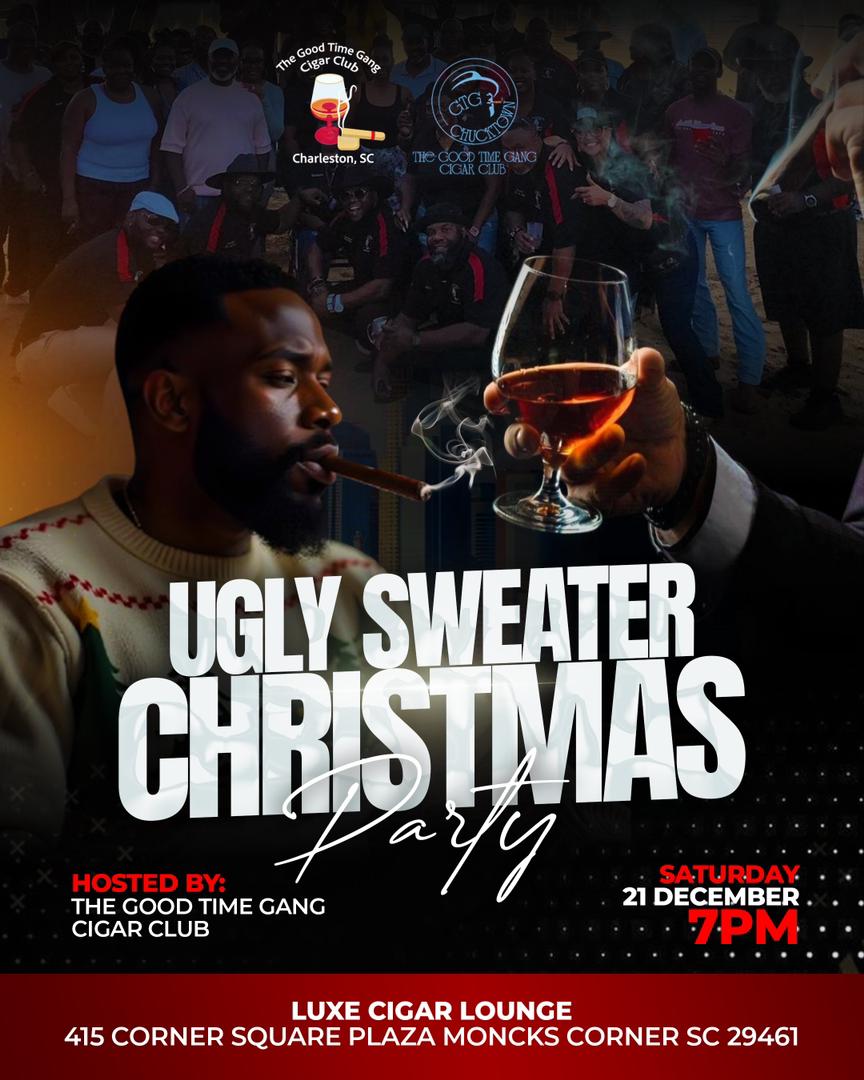 The Good Time Gang
Cigar Club
Charleston, SC
GTG
CHUCKTOWN
THE GOOD TIME GANG
CIGAR CLUB
UGLY SWEATER
CHRISTMAS
Party
HOSTED BY:
THE GOOD TIME GANG
CIGAR CLUB
SATURDAY
21 DECEMBER
7PM
LUXE CIGAR LOUNGE
415 CORNER SQUARE PLAZA MONCKS CORNER SC 29461